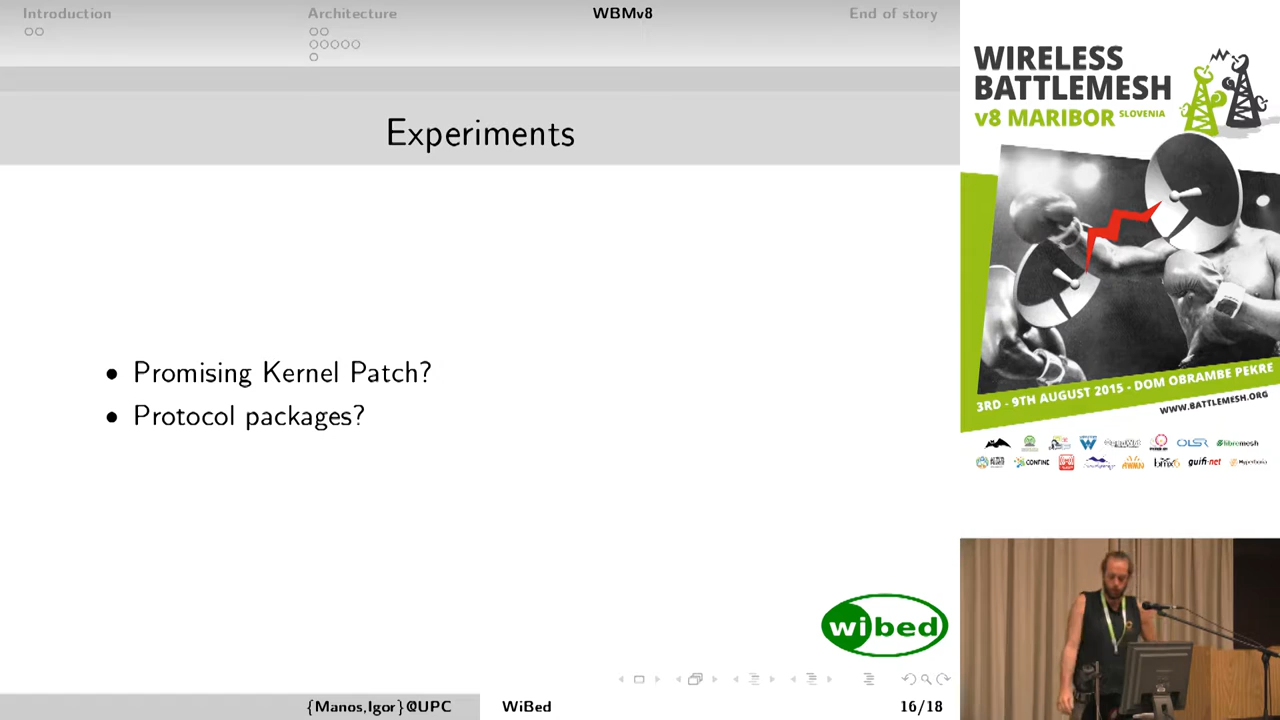 Introduction
Architecture
WBMv8
End of story
Experiments
• Promising Kernel Patch?
• Protocol packages?
wibed
{Manos,Igor}@UPC
WiBed
16/18
WIRELESS
BATTLEMESH
v8 MARIBOR SLOVENIA
3RD - 9TH AUGUST 2015 - DOM OBRAMBE PEKRE
WWW.BATTLEMESH.ORG
OLSR
libremesh
CONFINE
AWMN
bmx6
guifi·net